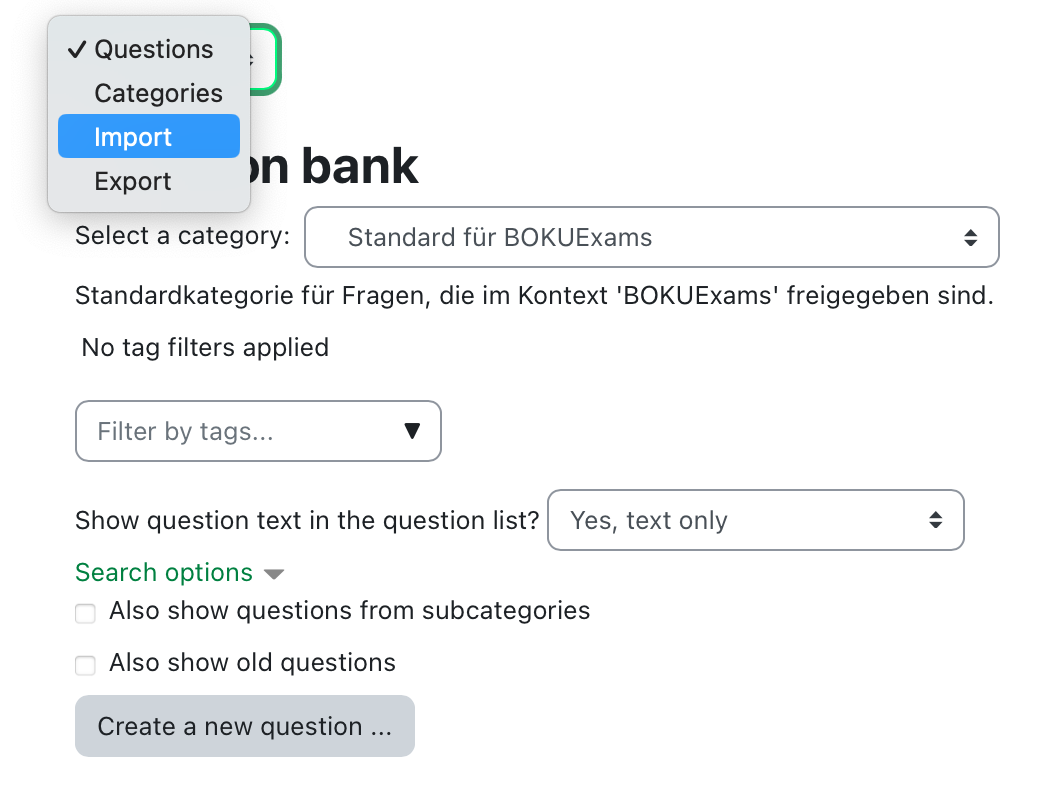 ✓ Questions
Categories
Import
Export
on bank
Select a category: Standard für BOKUExams
Standardkategorie für Fragen, die im Kontext 'BOKUExams' freigegeben sind.
No tag filters applied
Filter by tags... ▼
Show question text in the question list? Yes, text only
Search options
Also show questions from subcategories
Also show old questions
Create a new question ...